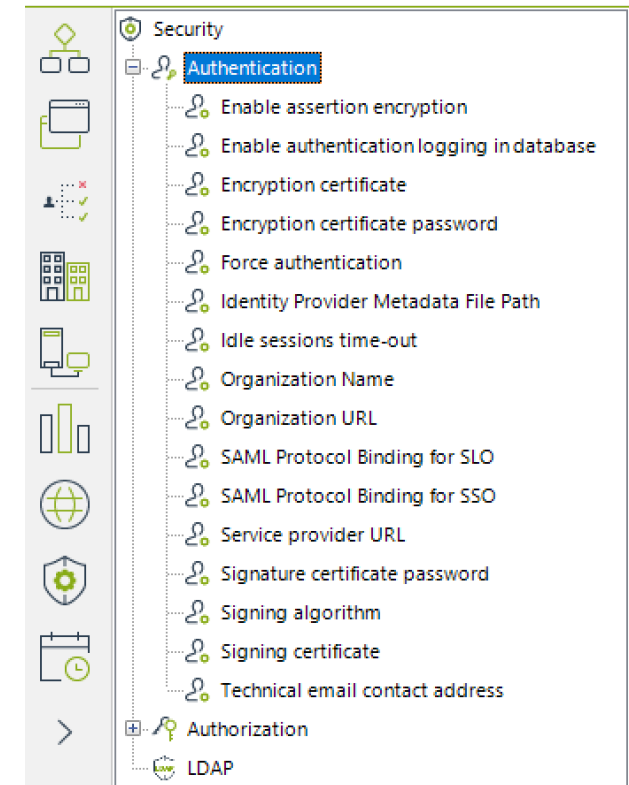 Security
Authentication
Enable assertion encryption
Enable authentication logging in database
Encryption certificate
Encryption certificate password
Force authentication
Identity Provider Metadata File Path
Idle sessions time-out
Organization Name
Organization URL
SAML Protocol Binding for SLO
SAML Protocol Binding for SSO
Service provider URL
Signature certificate password
Signing algorithm
Signing certificate
Technical email contact address
Authorization
LDAP